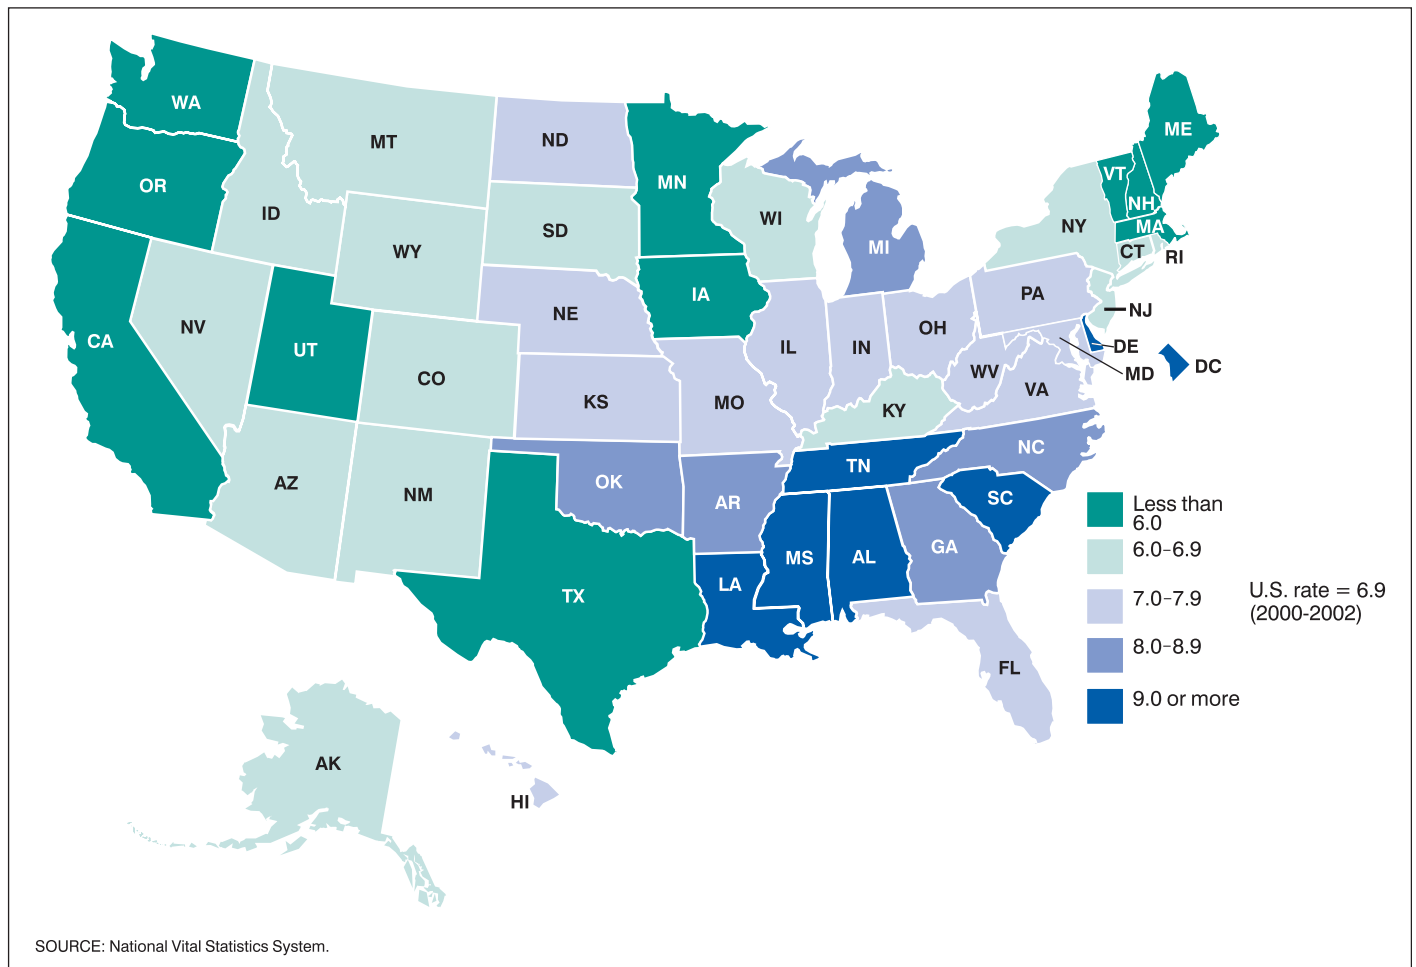 WA
OR
CA
ID
NV
UT
AZ
MT
WY
CO
NM
ND
SD
NE
KS
OK
TX
MN
IA
MO
AR
LA
WI
IL
MI
IN
OH
KY
TN
MS
AL
GA
FL
SC
NC
VA
WV
PA
NY
VT
NH
ME
MA
CT
RI
NJ
DE
MD
DC
AK
HI
Less than
6.0
6.0–6.9
7.0–7.9
8.0–8.9
9.0 or more
U.S. rate = 6.9
(2000-2002)
SOURCE: National Vital Statistics System.